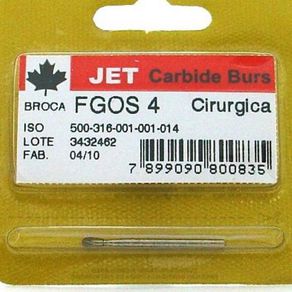 JET Carbide Burs
BROCA FGOS 4 Cirurgica
ISO 500-316-001-001-014
LOTE 3432462
FAB. 04/10
7 899090 800835